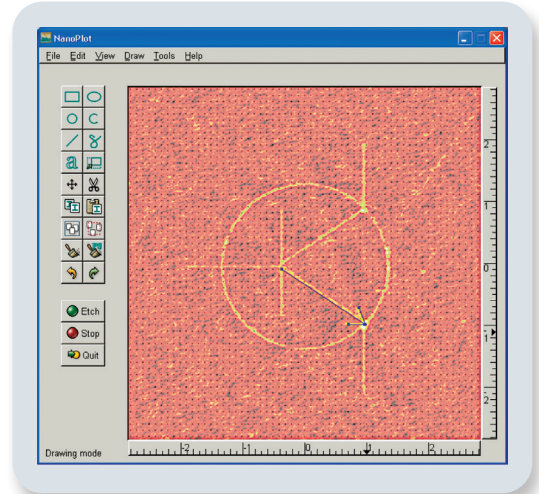 NanoPlot
File Edit View Draw Tools Help
a
Etch
Stop
Quit
Drawing mode
2
1
0
-1
-2
-2 -1 0 1 2